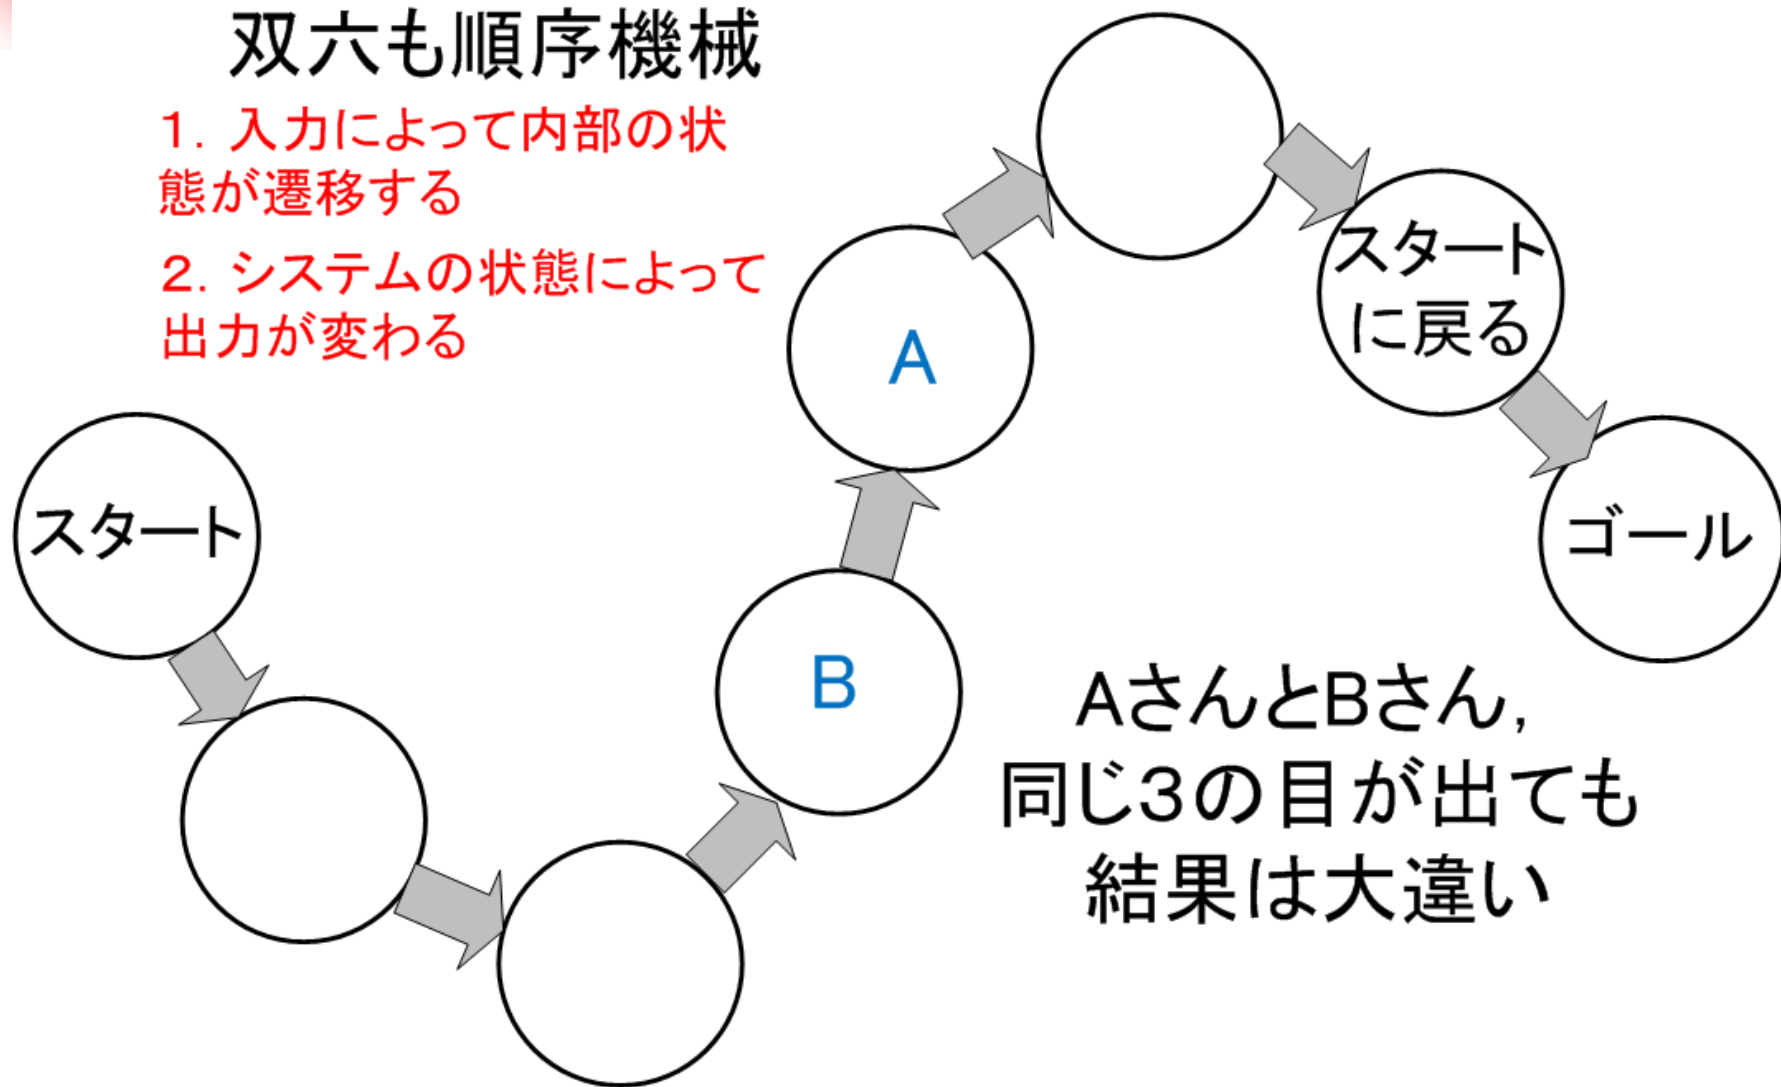 双六も順序機械
１．入力によって内部の状
態が遷移する
２．システムの状態によって
出力が変わる
スタート
に戻る
A
スタート
ゴール
B
AさんとBさん，
同じ３の目が出ても
結果は大違い